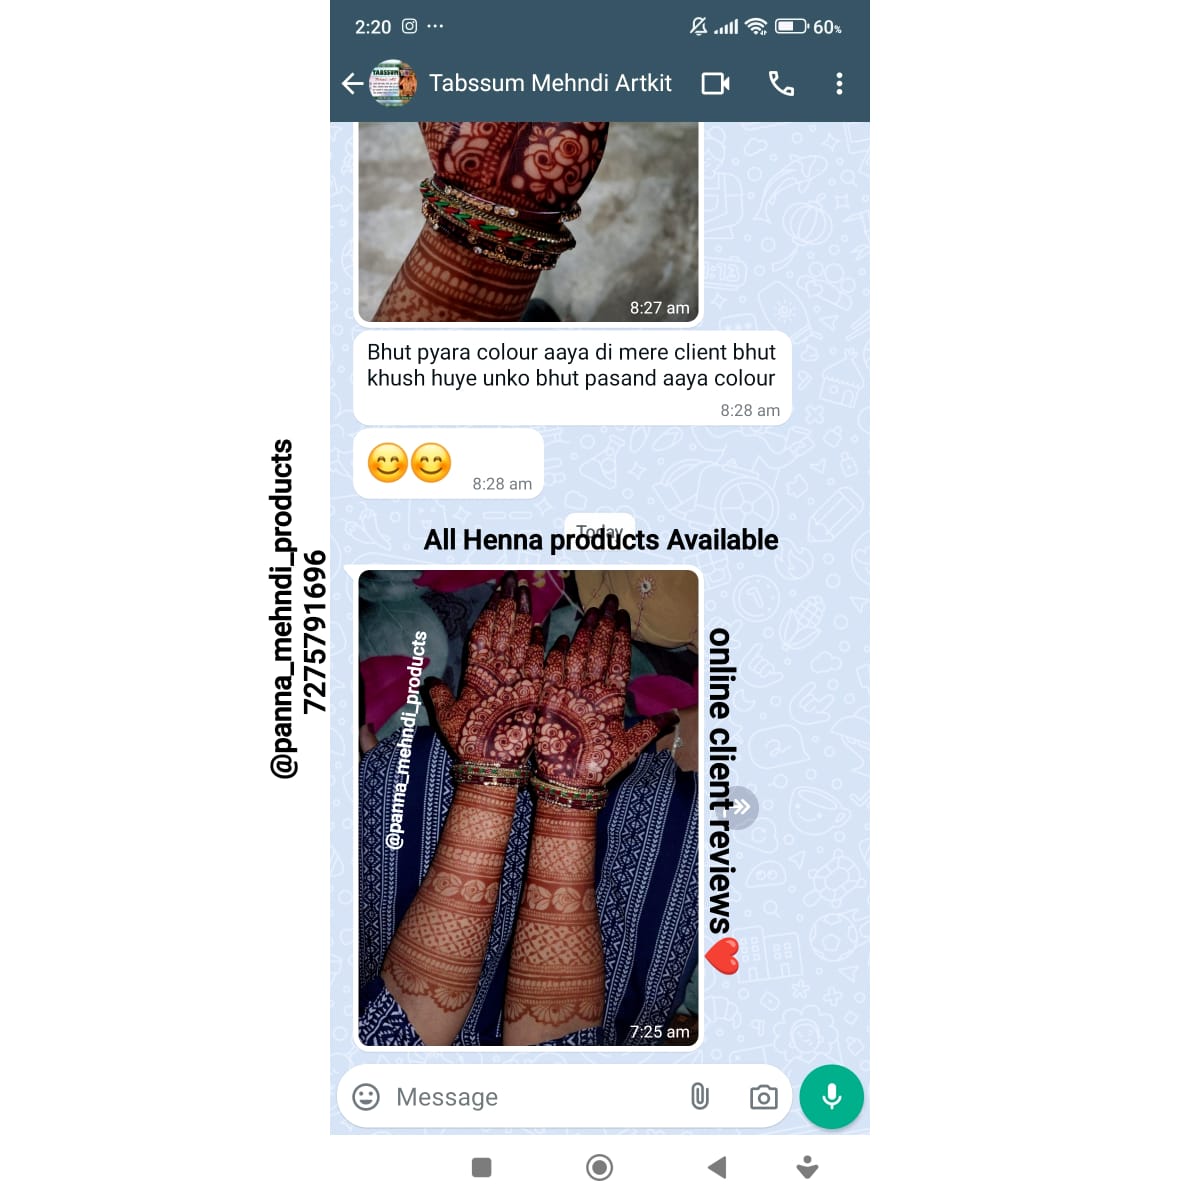 2:20
60%
TABSSUM
Tabssum Mehndi Artkit
8:27 am
Bhut pyara colour aaya di mere client bhut
khush huye unko bhut pasand aaya colour
8:28 am
😊😊
8:28 am
Today
All Henna products Available
@panna_mehndi_products
7275791696
@panna_mehndi_products
online client reviews❤️
7:25 am
Message